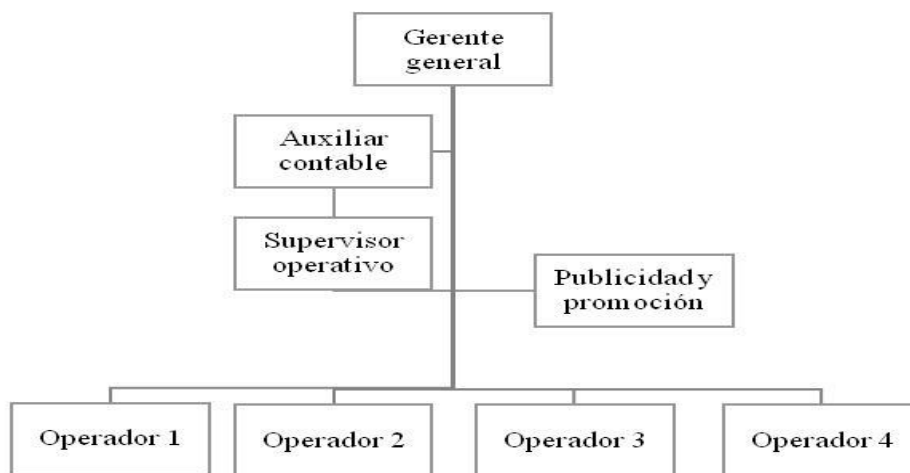 Gerente
general
Auxiliar
contable
Supervisor
operativo
Publicidad y
promoción
Operador 1
Operador 2
Operador 3
Operador 4